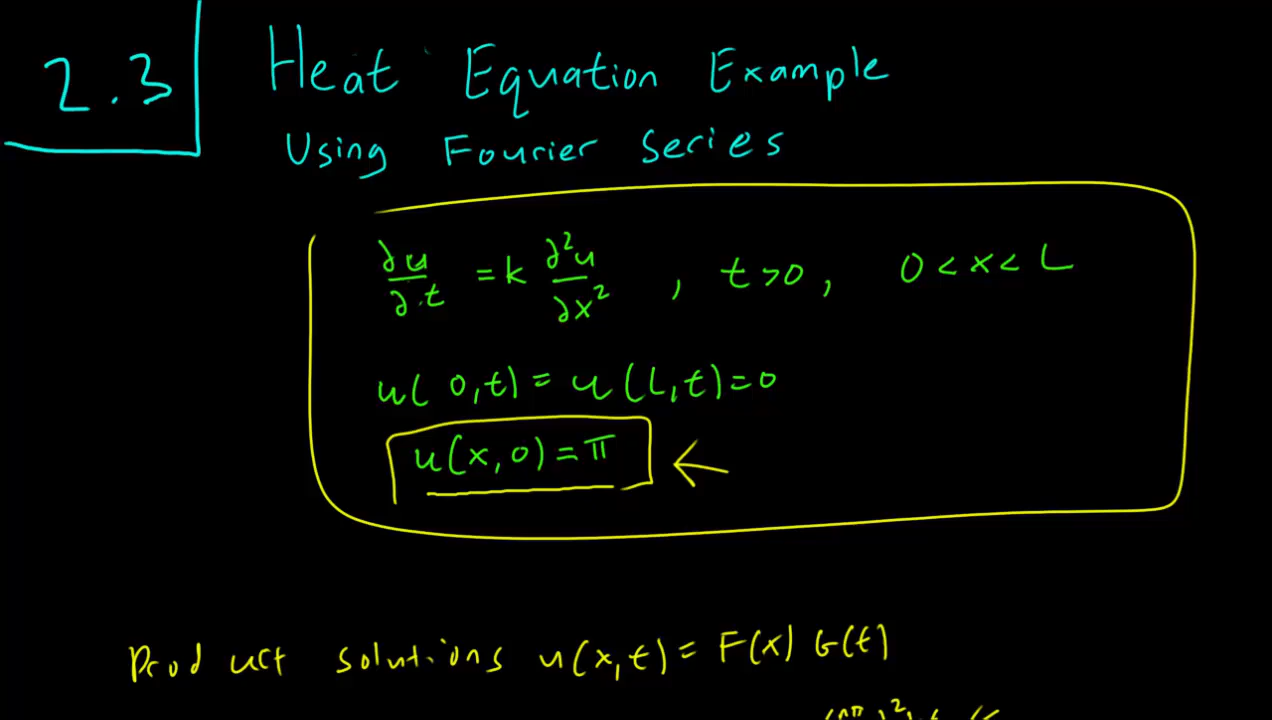 2.3
Heat Equation Example
Using Fourier Series
∂u/∂t = k ∂²u/∂x² , t>0, 0<x<L
u(0,t) = u(L,t)=0
u(x,0)=π
Product solutions u(x,t) = F(x) G(t)